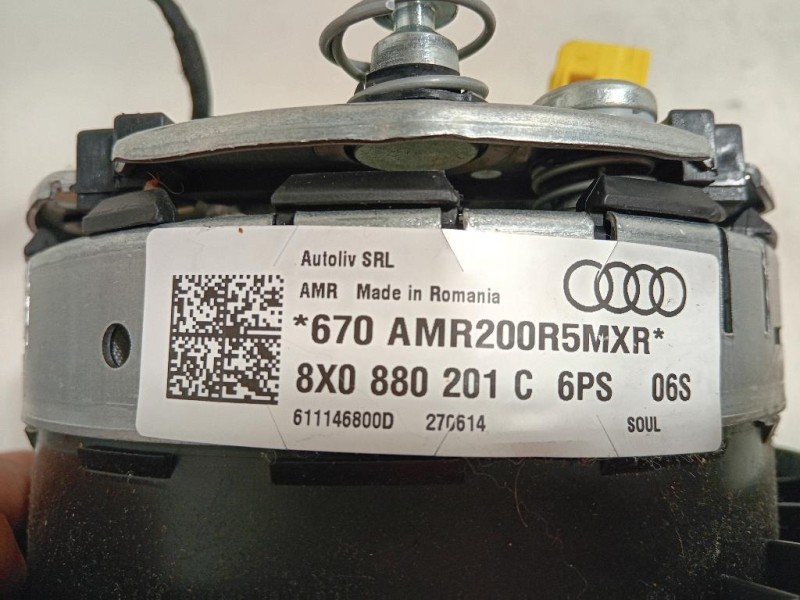 Autoliv SRL
AMR Made in Romania
*670 AMR200R5MXR*
8X0 880 201 C 6PS 06S
611146800D 270614 SOUL